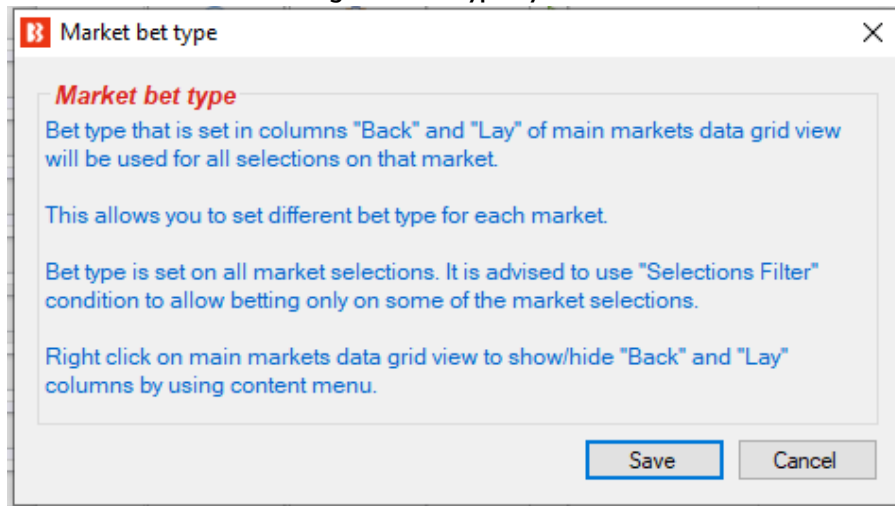 Market bet type
Market bet type
Bet type that is set in columns "Back" and "Lay" of main markets data grid view
will be used for all selections on that market.
This allows you to set different bet type for each market.
Bet type is set on all market selections. It is advised to use "Selections Filter"
condition to allow betting only on some of the market selections.
Right click on main markets data grid view to show/hide "Back" and "Lay"
columns by using content menu.
Save Cancel